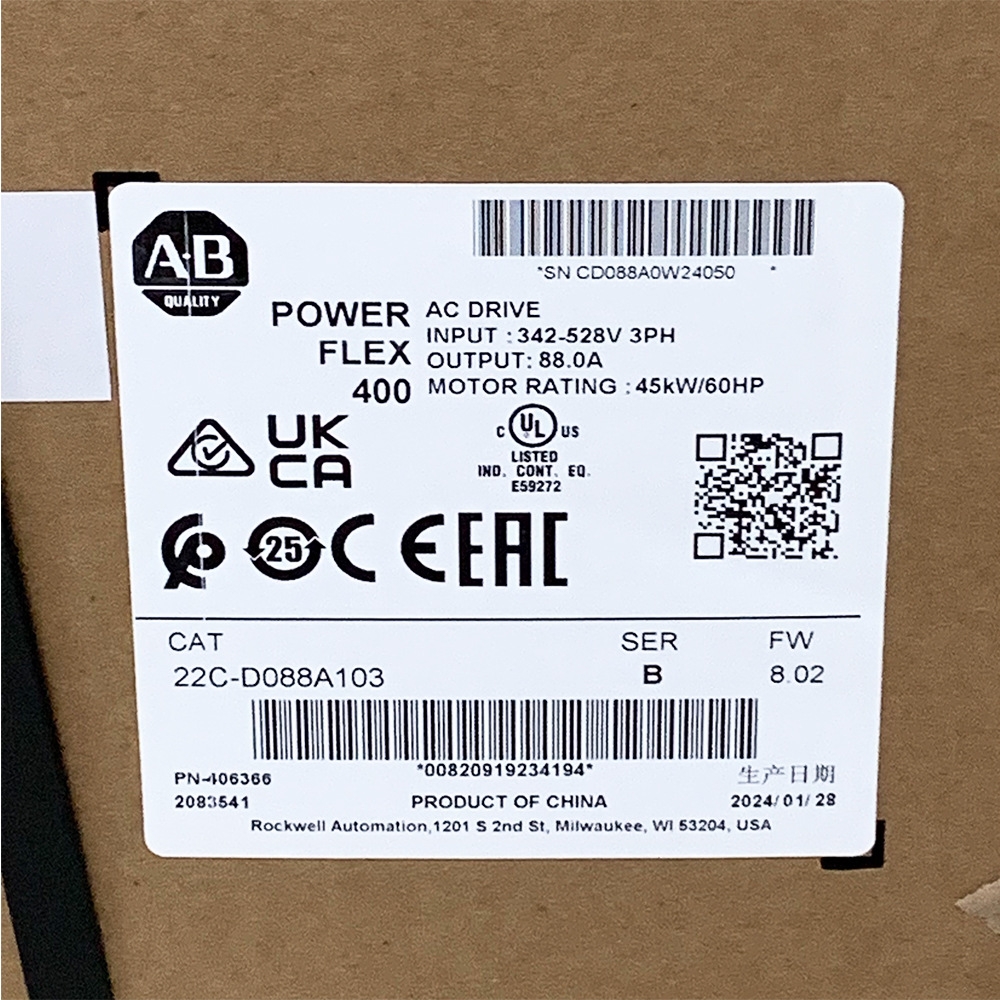 A·B
QUALITY
*SN CD088A0W24050 *
POWER
FLEX
400
AC DRIVE
INPUT : 342-528V 3PH
OUTPUT: 88.0A
MOTOR RATING : 45kW/60HP
UK
CA
C UL US
LISTED
IND. CONT. EQ.
E59272
25
CE
EAC
CAT SER FW
22C-D088A103 B 8.02
*00820919234194*
PN-406366
2083541
PRODUCT OF CHINA
生产日期
2024/01/28
Rockwell Automation,1201 S 2nd St, Milwaukee, WI 53204, USA